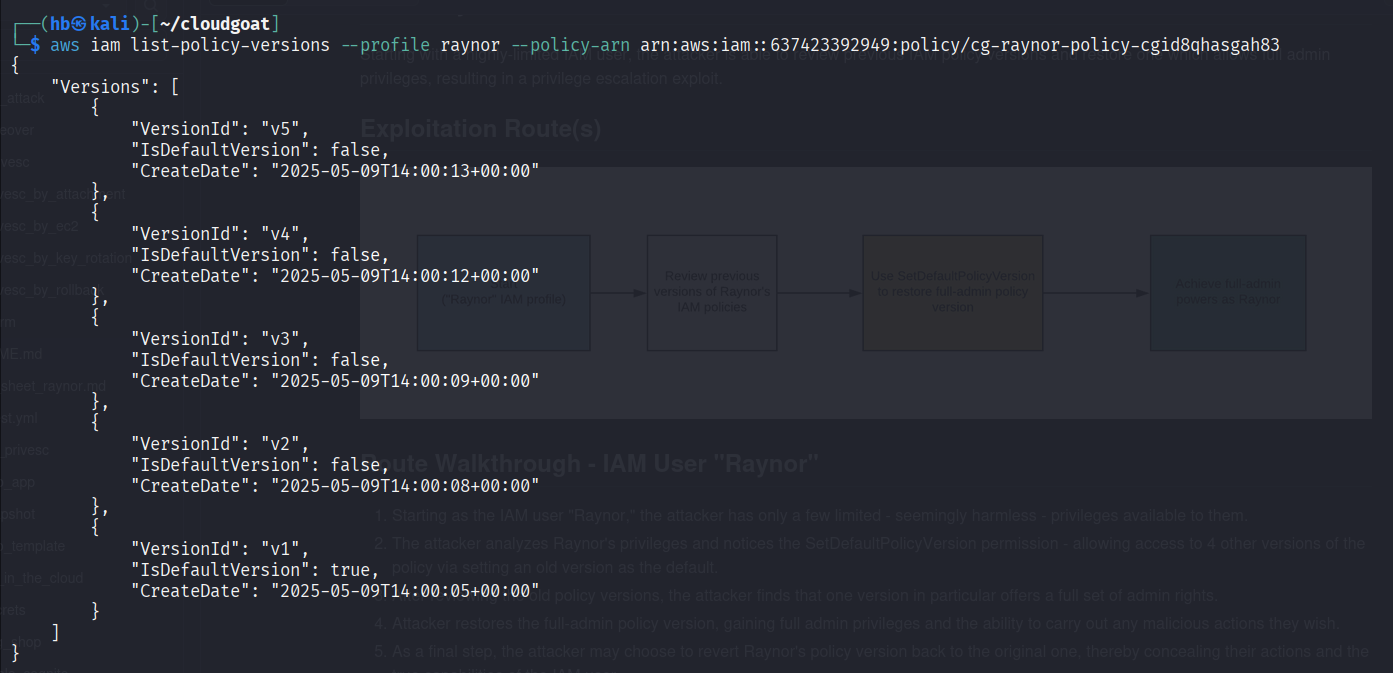 ┌──(hb㉿kali)-[~/cloudgoat]
└─$ aws iam list-policy-versions --profile raynor --policy-arn arn:aws:iam::637423392949:policy/cg-raynor-policy-cgid8qhasgah83
{
    "Versions": [
        {
            "VersionId": "v5",
            "IsDefaultVersion": false,
            "CreateDate": "2025-05-09T14:00:13+00:00"
        },
        {
            "VersionId": "v4",
            "IsDefaultVersion": false,
            "CreateDate": "2025-05-09T14:00:12+00:00"
        },
        {
            "VersionId": "v3",
            "IsDefaultVersion": false,
            "CreateDate": "2025-05-09T14:00:09+00:00"
        },
        {
            "VersionId": "v2",
            "IsDefaultVersion": false,
            "CreateDate": "2025-05-09T14:00:08+00:00"
        },
        {
            "VersionId": "v1",
            "IsDefaultVersion": true,
            "CreateDate": "2025-05-09T14:00:05+00:00"
        }
    ]
}
Starting with a highly-limited IAM user, the attacker is able to review previous IAM policy versions and restore one which allows full admin
privileges, resulting in a privilege escalation exploit.
Exploitation Route(s)
("Raynor" IAM profile)
Review previous
versions of Raynor's
IAM policies
Use SetDefaultPolicyVersion
to restore full-admin policy
version
Achieve full-admin
powers as Raynor
Route Walkthrough - IAM User "Raynor"
1. Starting as the IAM user "Raynor," the attacker has only a few limited - seemingly harmless - privileges available to them.
2. The attacker analyzes Raynor's privileges and notices the SetDefaultPolicyVersion permission - allowing access to 4 other versions of the
policy via setting an old version as the default.
old policy versions, the attacker finds that one version in particular offers a full set of admin rights
4. Attacker restores the full-admin policy version, gaining full admin privileges and the ability to carry out any malicious actions they wish.
5. As a final step, the attacker may choose to revert Raynor's policy version back to the original one, thereby concealing their actions and the
_attack
eover
vesc
vesc_by_attachment
vesc_by_ec2
vesc_by_key_rotation
vesc_by_rollback
rm
ME.md
sheet_raynor.md
st.yml
_privesc
o_app
pshot
_template
_in_the_cloud
crets
_shop